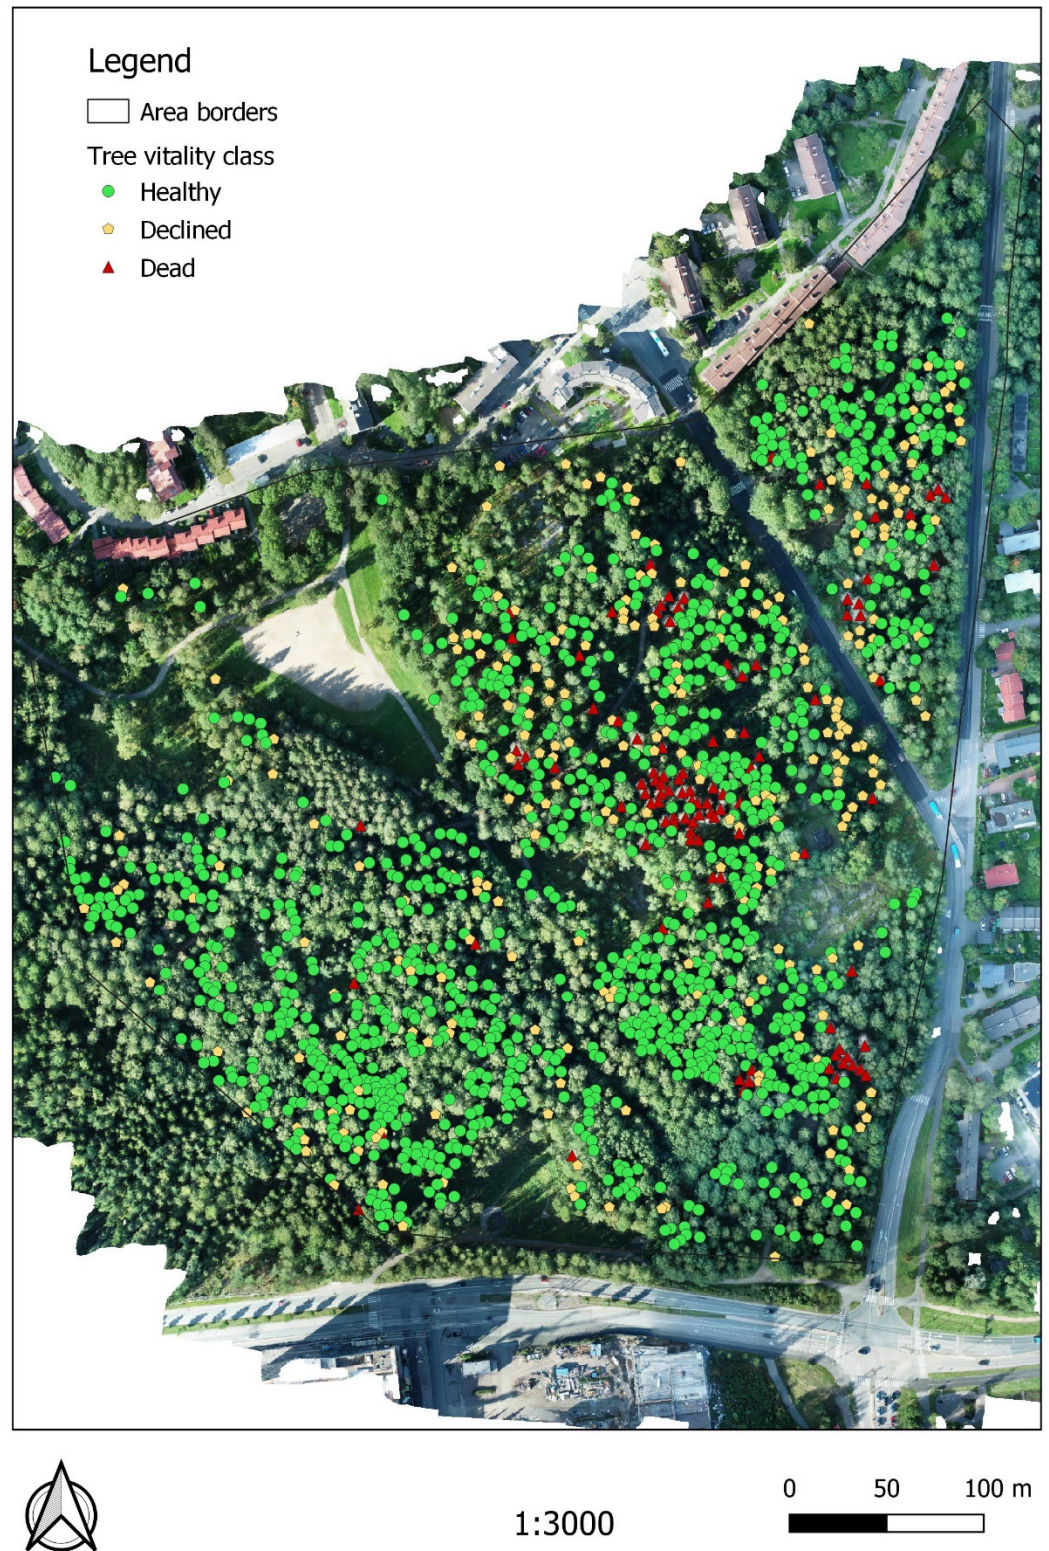 Legend
Area borders
Tree vitality class
Healthy
Declined
Dead
1:3000
0 50 100 m